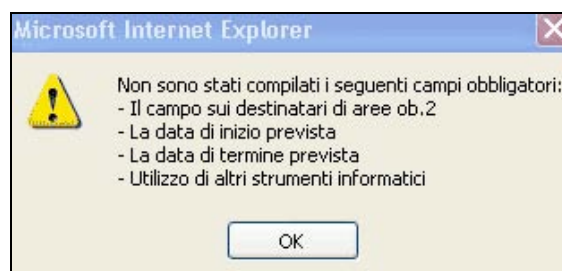 Microsoft Internet Explorer
Non sono stati compilati i seguenti campi obbligatori:
- Il campo sui destinatari di aree ob.2
- La data di inizio prevista
- La data di termine prevista
- Utilizzo di altri strumenti informatici
OK